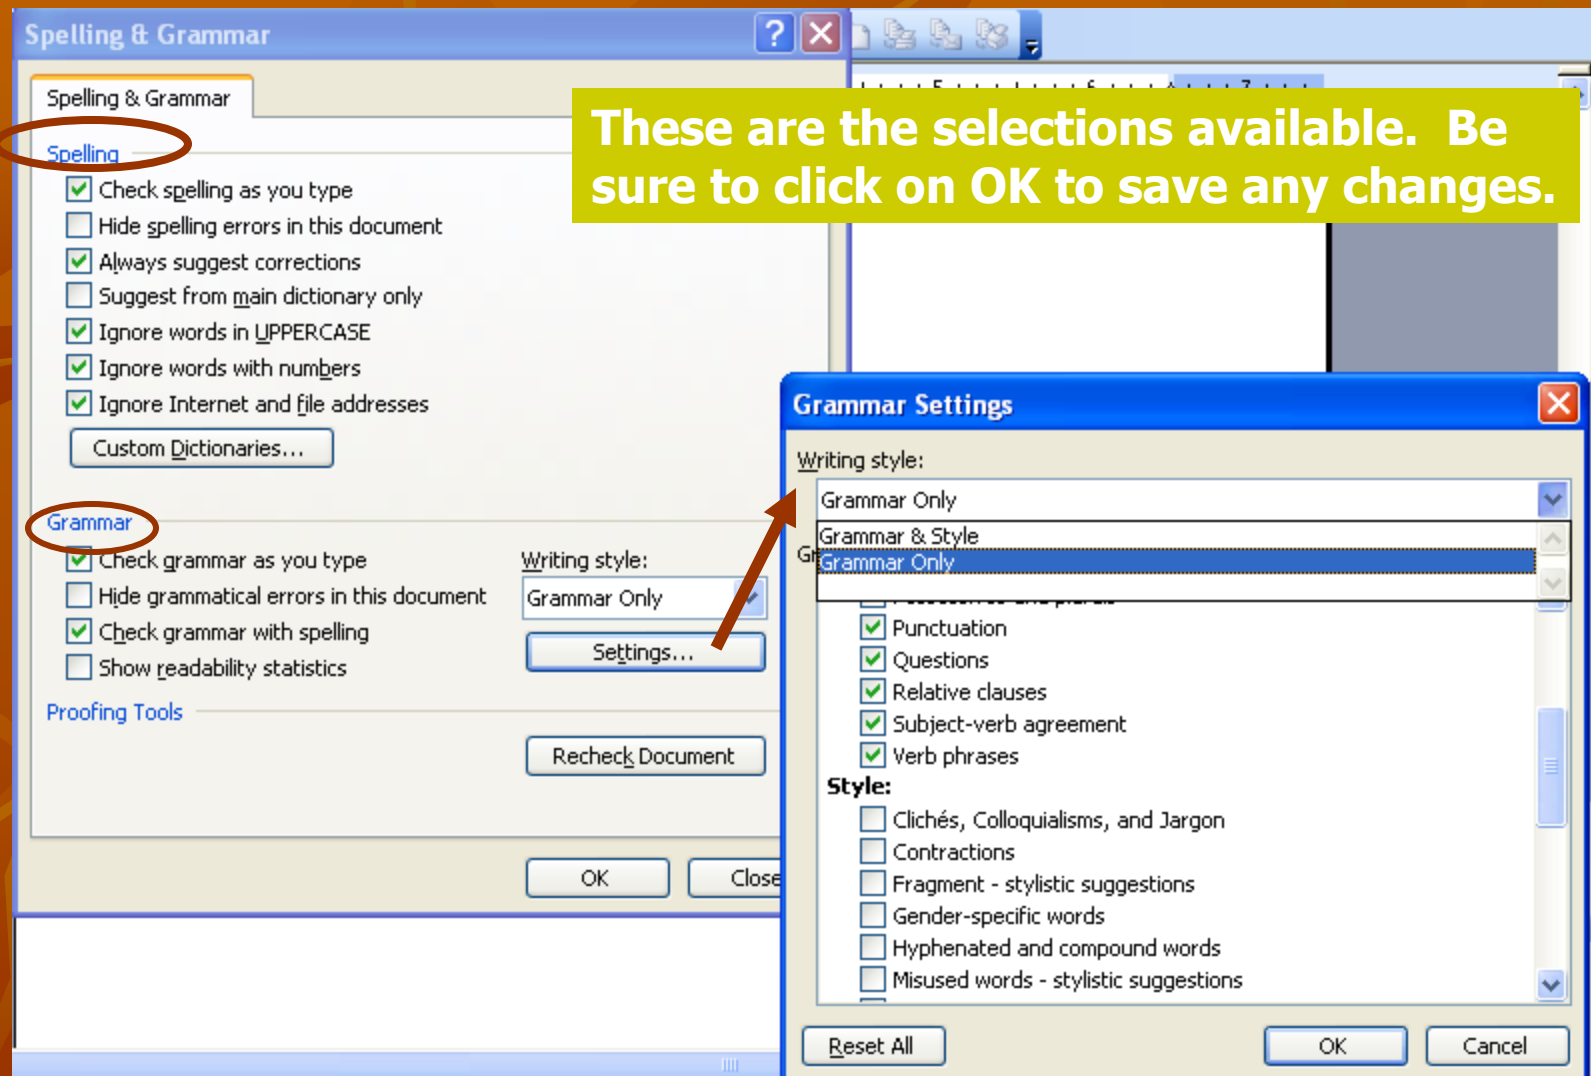 Spelling & Grammar
These are the selections available.  Be
sure to click on OK to save any changes.
Spelling & Grammar
Spelling
Check spelling as you type
Hide spelling errors in this document
Always suggest corrections
Suggest from main dictionary only
Ignore words in UPPERCASE
Ignore words with numbers
Ignore Internet and file addresses
Custom Dictionaries...
Grammar
Check grammar as you type
Hide grammatical errors in this document
Check grammar with spelling
Show readability statistics
Writing style:
Grammar Only
Settings...
Proofing Tools
Recheck Document
OK
Close
Grammar Settings
Writing style:
Grammar Only
Grammar & Style
Grammar Only
Punctuation
Questions
Relative clauses
Subject-verb agreement
Verb phrases
Style:
Clichés, Colloquialisms, and Jargon
Contractions
Fragment - stylistic suggestions
Gender-specific words
Hyphenated and compound words
Misused words - stylistic suggestions
Reset All
OK
Cancel